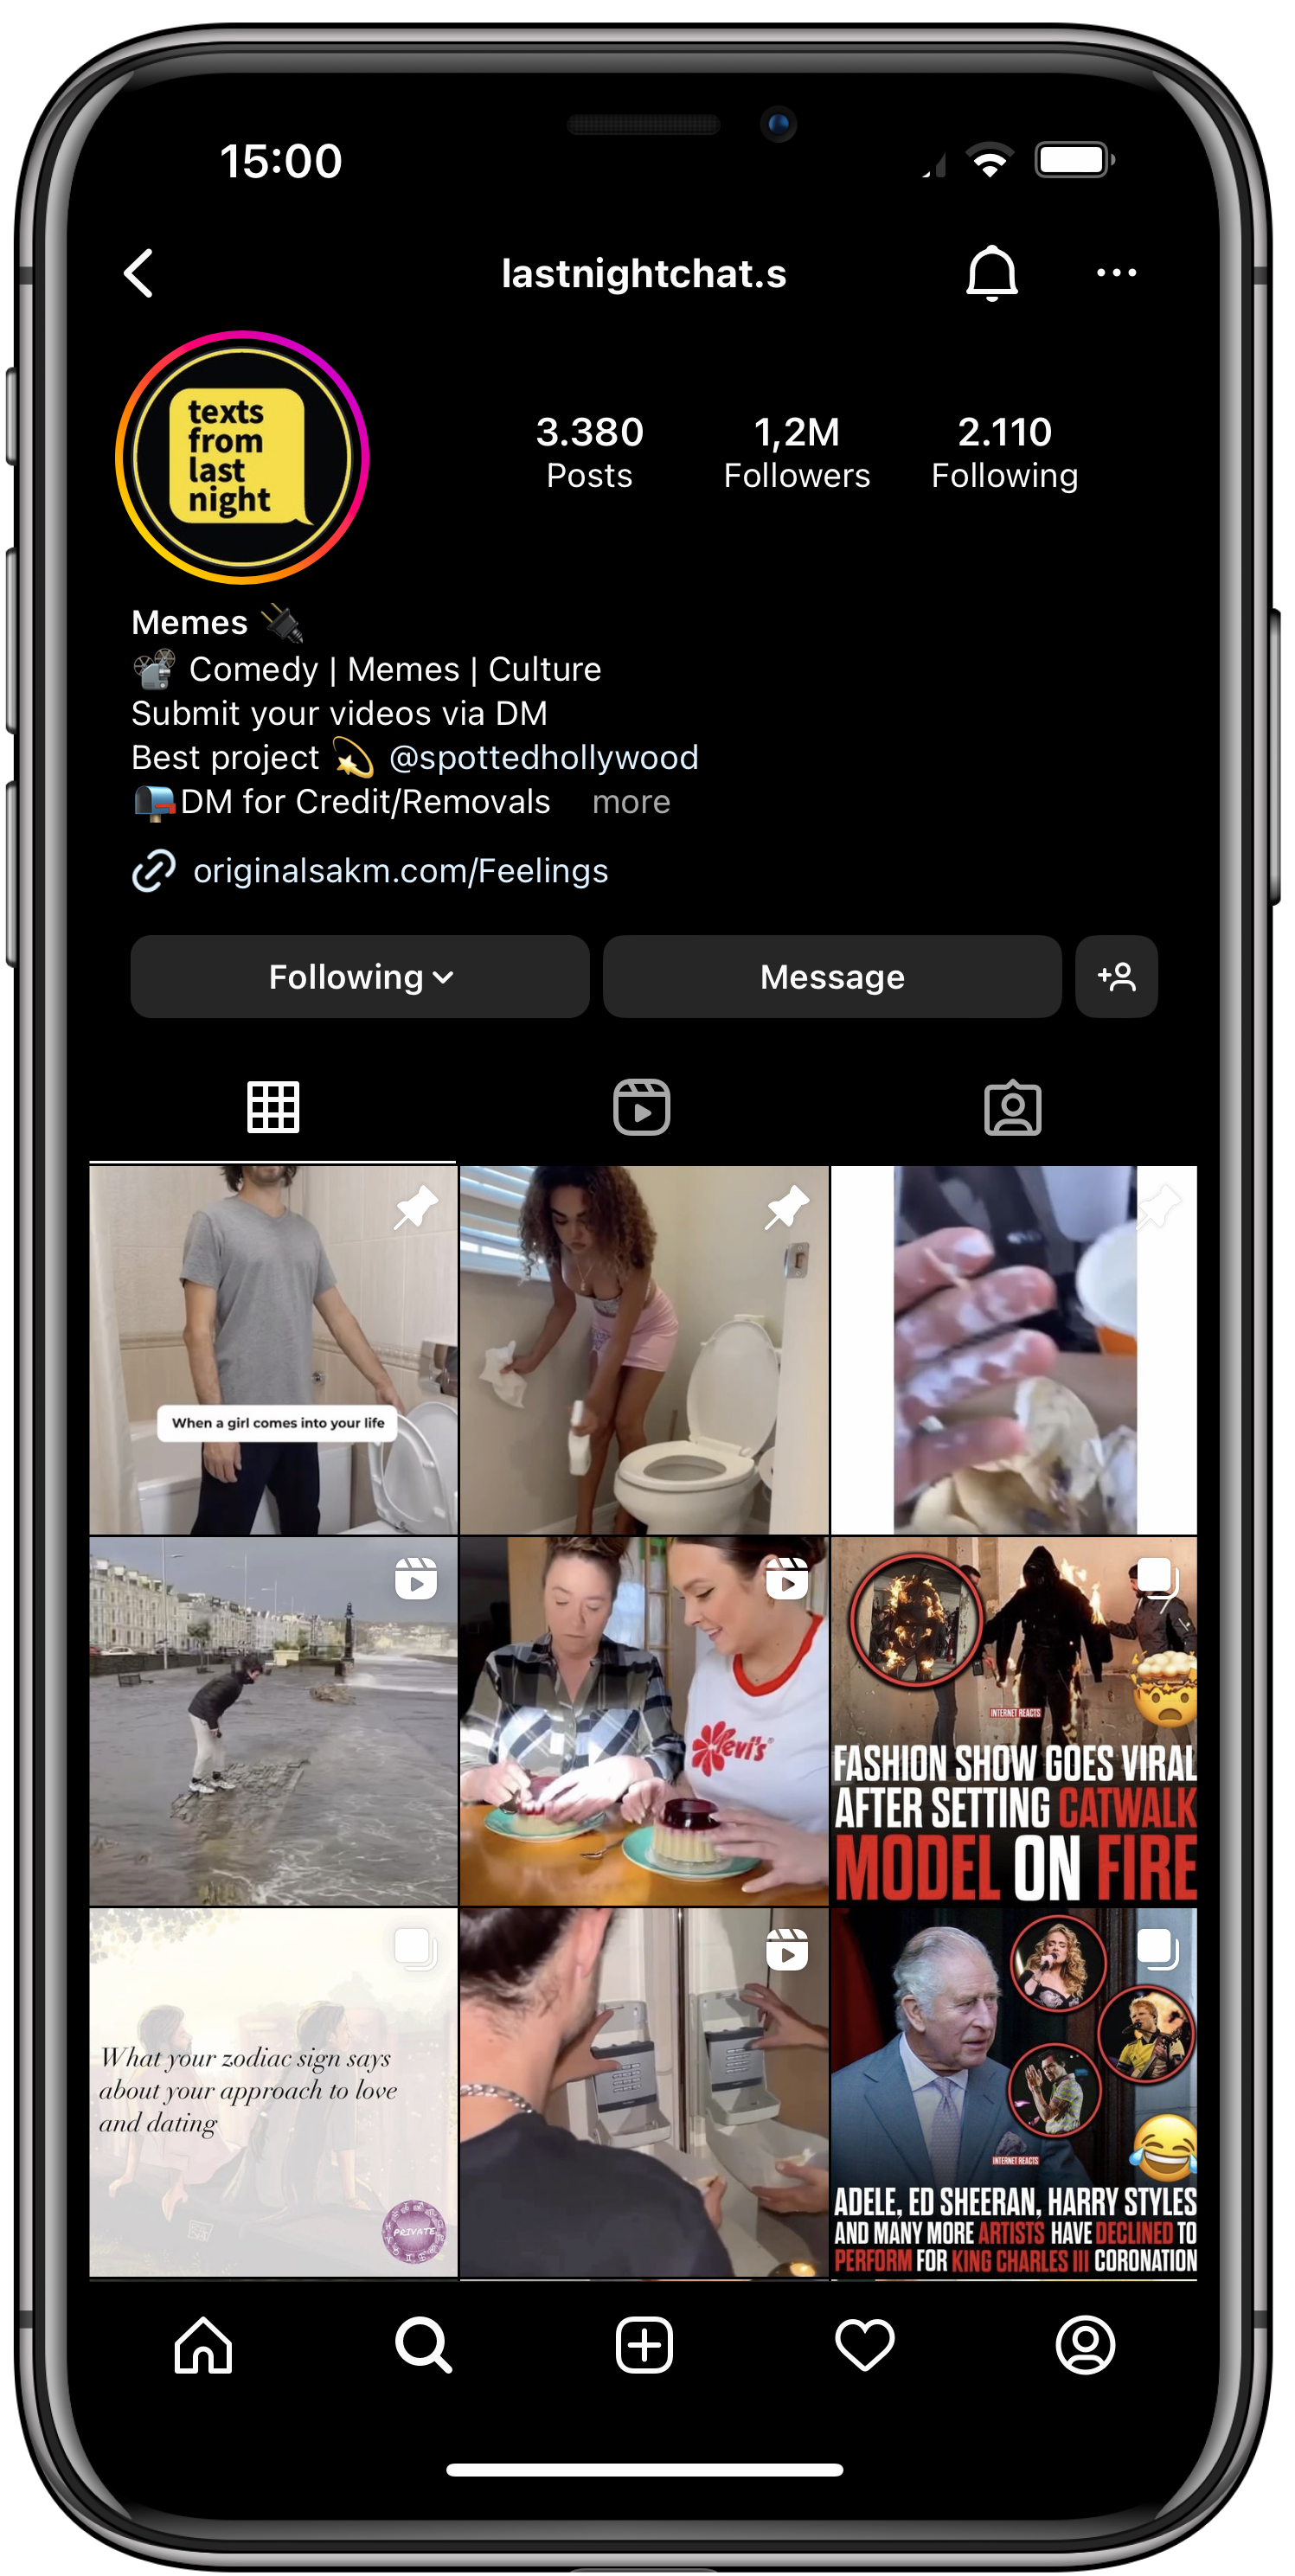 15:00
lastnightchat.s
texts
from
last
night
3.380
1,2M
2.110
Posts
Followers
Following
Memes
Comedy | Memes | Culture
Submit your videos via DM
Best project 💫 @spottedhollywood
DM for Credit/Removals more
originalsakm.com/Feelings
Following
Message
When a girl comes into your life
Levi's
INTERNET REACTS
FASHION SHOW GOES VIRAL
AFTER SETTING CATWALK
MODEL ON FIRE
What your zodiac sign says
about your approach to love
and dating
PRIVATE
INTERNET REACTS
ADELE, ED SHEERAN, HARRY STYLES
AND MANY MORE ARTISTS HAVE DECLINED TO
PERFORM FOR KING CHARLES III CORONATION